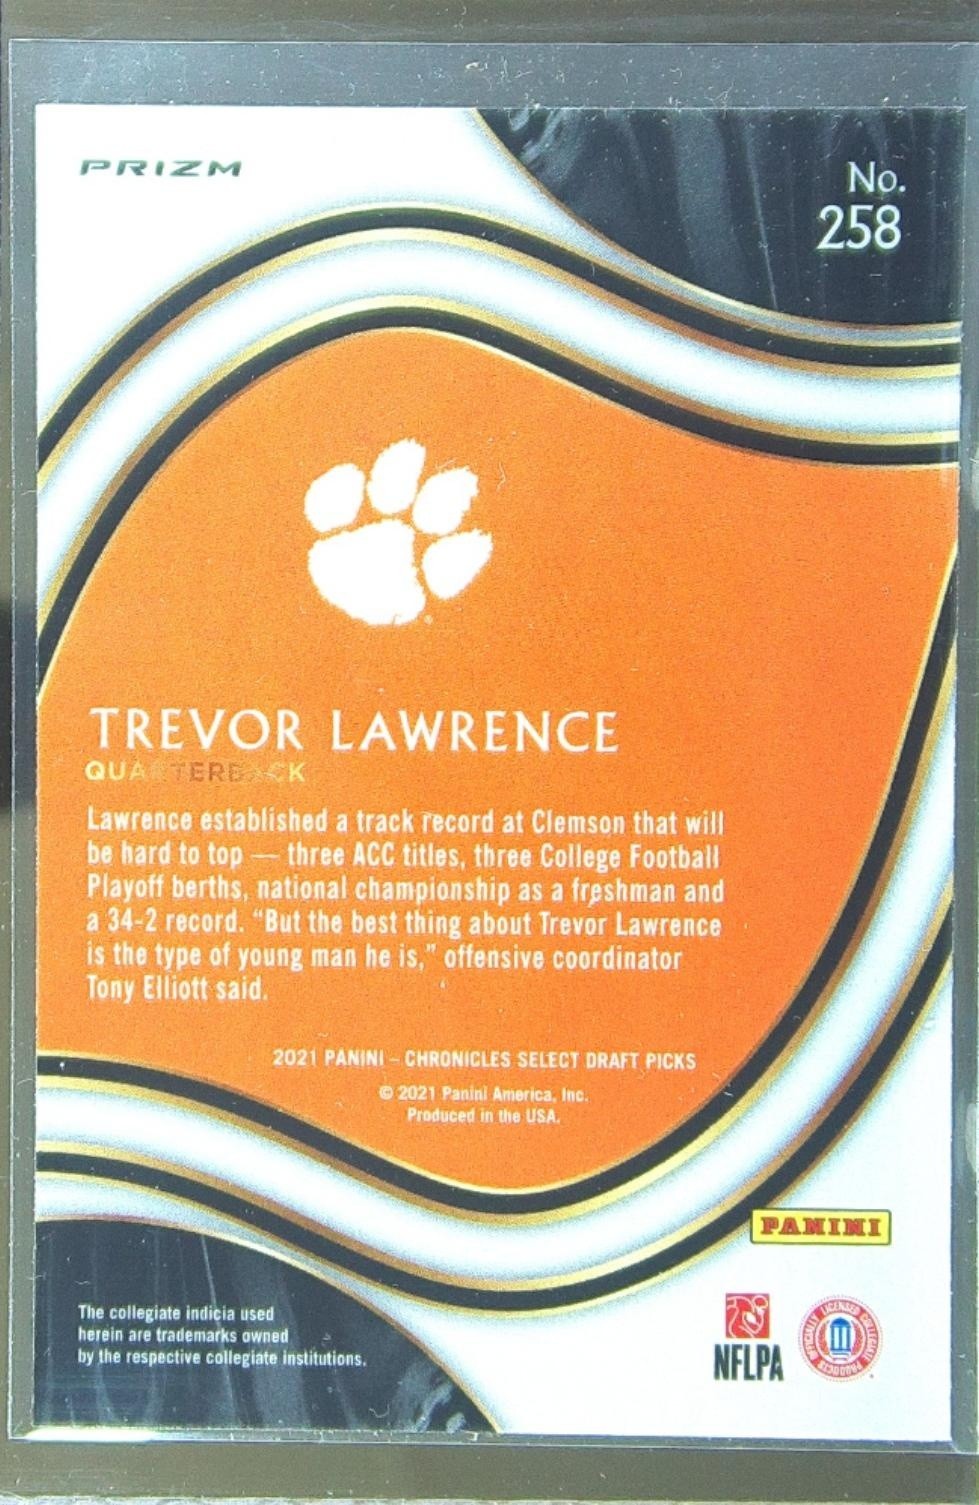 PRIZM
No.
258
TREVOR LAWRENCE
QUARTERBACK
Lawrence established a track record at Clemson that will
be hard to top — three ACC titles, three College Football
Playoff berths, national championship as a freshman and
a 34-2 record. “But the best thing about Trevor Lawrence
is the type of young man he is,” offensive coordinator
Tony Elliott said.
2021 PANINI – CHRONICLES SELECT DRAFT PICKS
© 2021 Panini America, Inc.
Produced in the USA.
PANINI
The collegiate indicia used
herein are trademarks owned
by the respective collegiate institutions.
NFLPA
OFFICIALLY LICENSED COLLEGIATE PRODUCTS